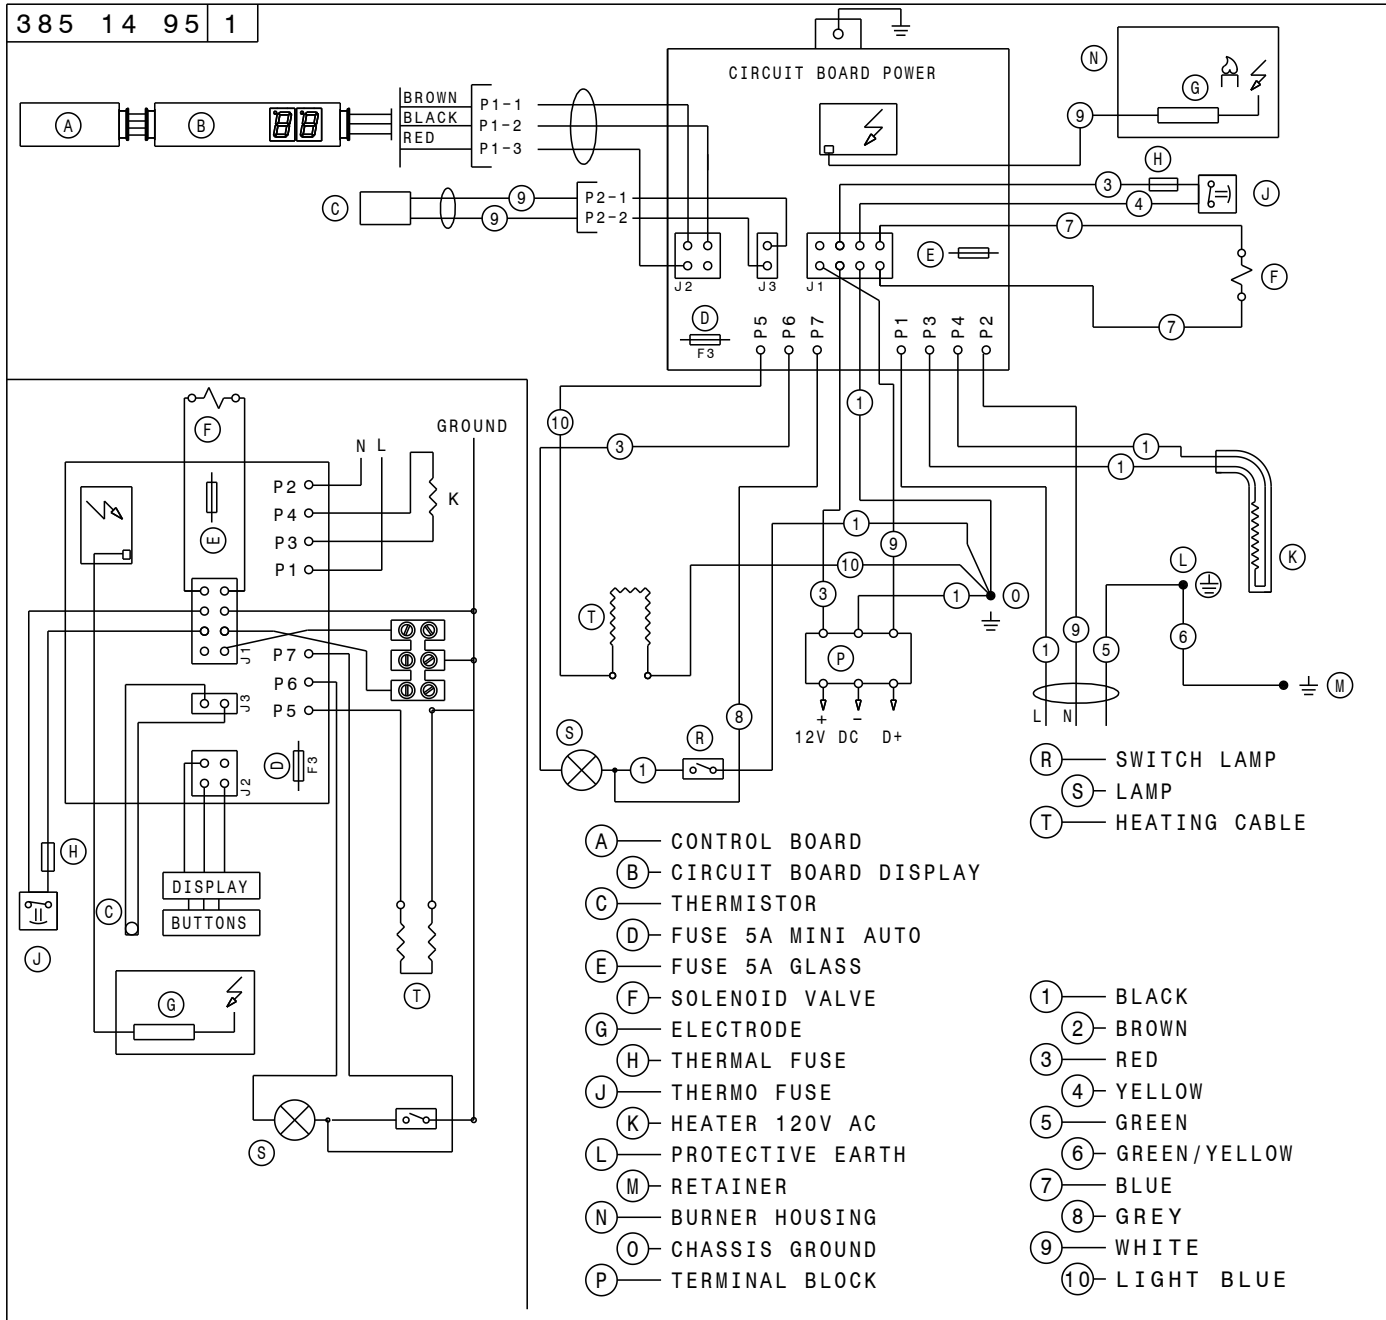 385 14 95 1
CIRCUIT BOARD POWER
N
G
9
A
B
88
BROWN
BLACK
RED
P1-1
P1-2
P1-3
C
9
9
P2-1
P2-2
H
3
4
J
7
F
7
E
J2
J3
J1
D
F3
P5
P6
P7
P1
P3
P4
P2
10
3
1
1
1
1
9
10
3
1
O
T
K
L
6
1
9
5
M
P
8
L
N
+
-
12V DC
D+
S
1
R
F
GROUND
N L
E
P2
P4
P3
P1
K
J1
P7
P6
P5
J3
D
F3
J2
H
C
J
DISPLAY
BUTTONS
T
G
S
A CONTROL BOARD
B CIRCUIT BOARD DISPLAY
C THERMISTOR
D FUSE 5A MINI AUTO
E FUSE 5A GLASS
F SOLENOID VALVE
G ELECTRODE
H THERMAL FUSE
J THERMO FUSE
K HEATER 120V AC
L PROTECTIVE EARTH
M RETAINER
N BURNER HOUSING
O CHASSIS GROUND
P TERMINAL BLOCK
R SWITCH LAMP
S LAMP
T HEATING CABLE
1 BLACK
2 BROWN
3 RED
4 YELLOW
5 GREEN
6 GREEN/YELLOW
7 BLUE
8 GREY
9 WHITE
10 LIGHT BLUE